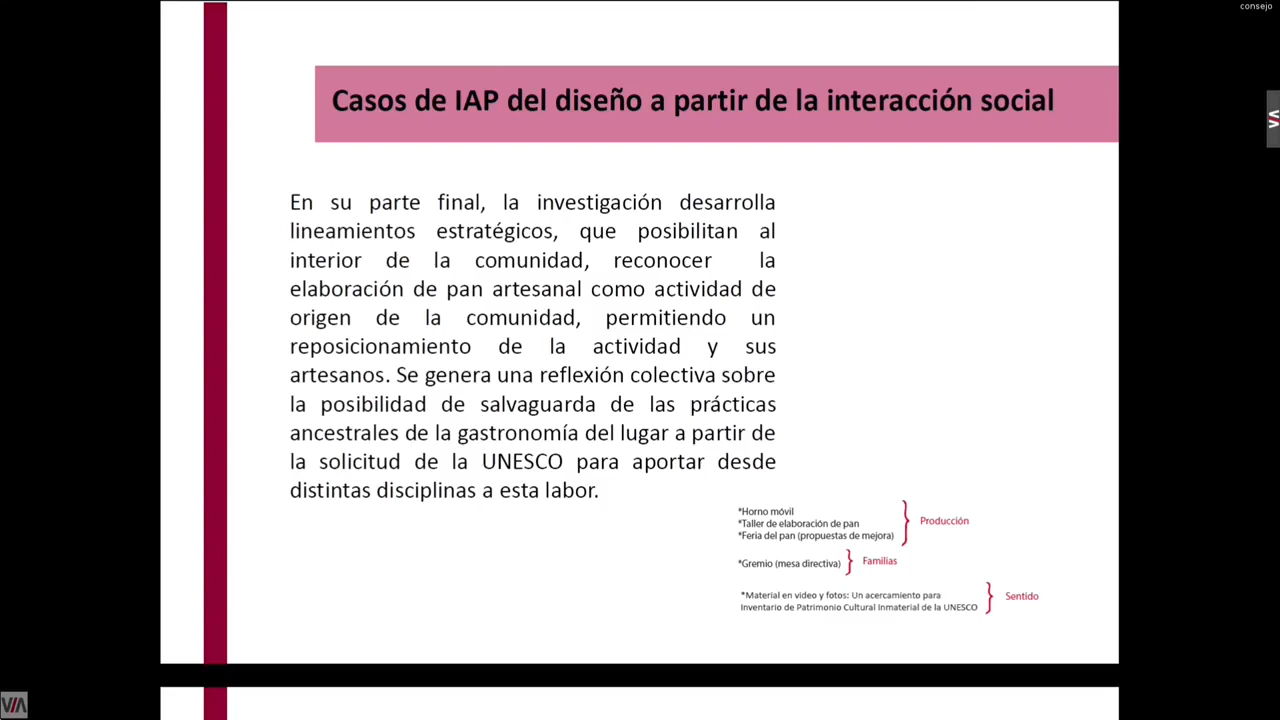 consejo
Casos de IAP del diseño a partir de la interacción social
En su parte final, la investigación desarrolla
lineamientos estratégicos, que posibilitan al
interior de la comunidad, reconocer la
elaboración de pan artesanal como actividad de
origen de la comunidad, permitiendo un
reposicionamiento de la actividad y sus
artesanos. Se genera una reflexión colectiva sobre
la posibilidad de salvaguarda de las prácticas
ancestrales de la gastronomía del lugar a partir de
la solicitud de la UNESCO para aportar desde
distintas disciplinas a esta labor.
*Horno móvil
*Taller de elaboración de pan
*Feria del pan (propuestas de mejora)
Producción
*Gremio (mesa directiva)
Familias
*Material en video y fotos: Un acercamiento para
Inventario de Patrimonio Cultural Inmaterial de la UNESCO
Sentido
VIA